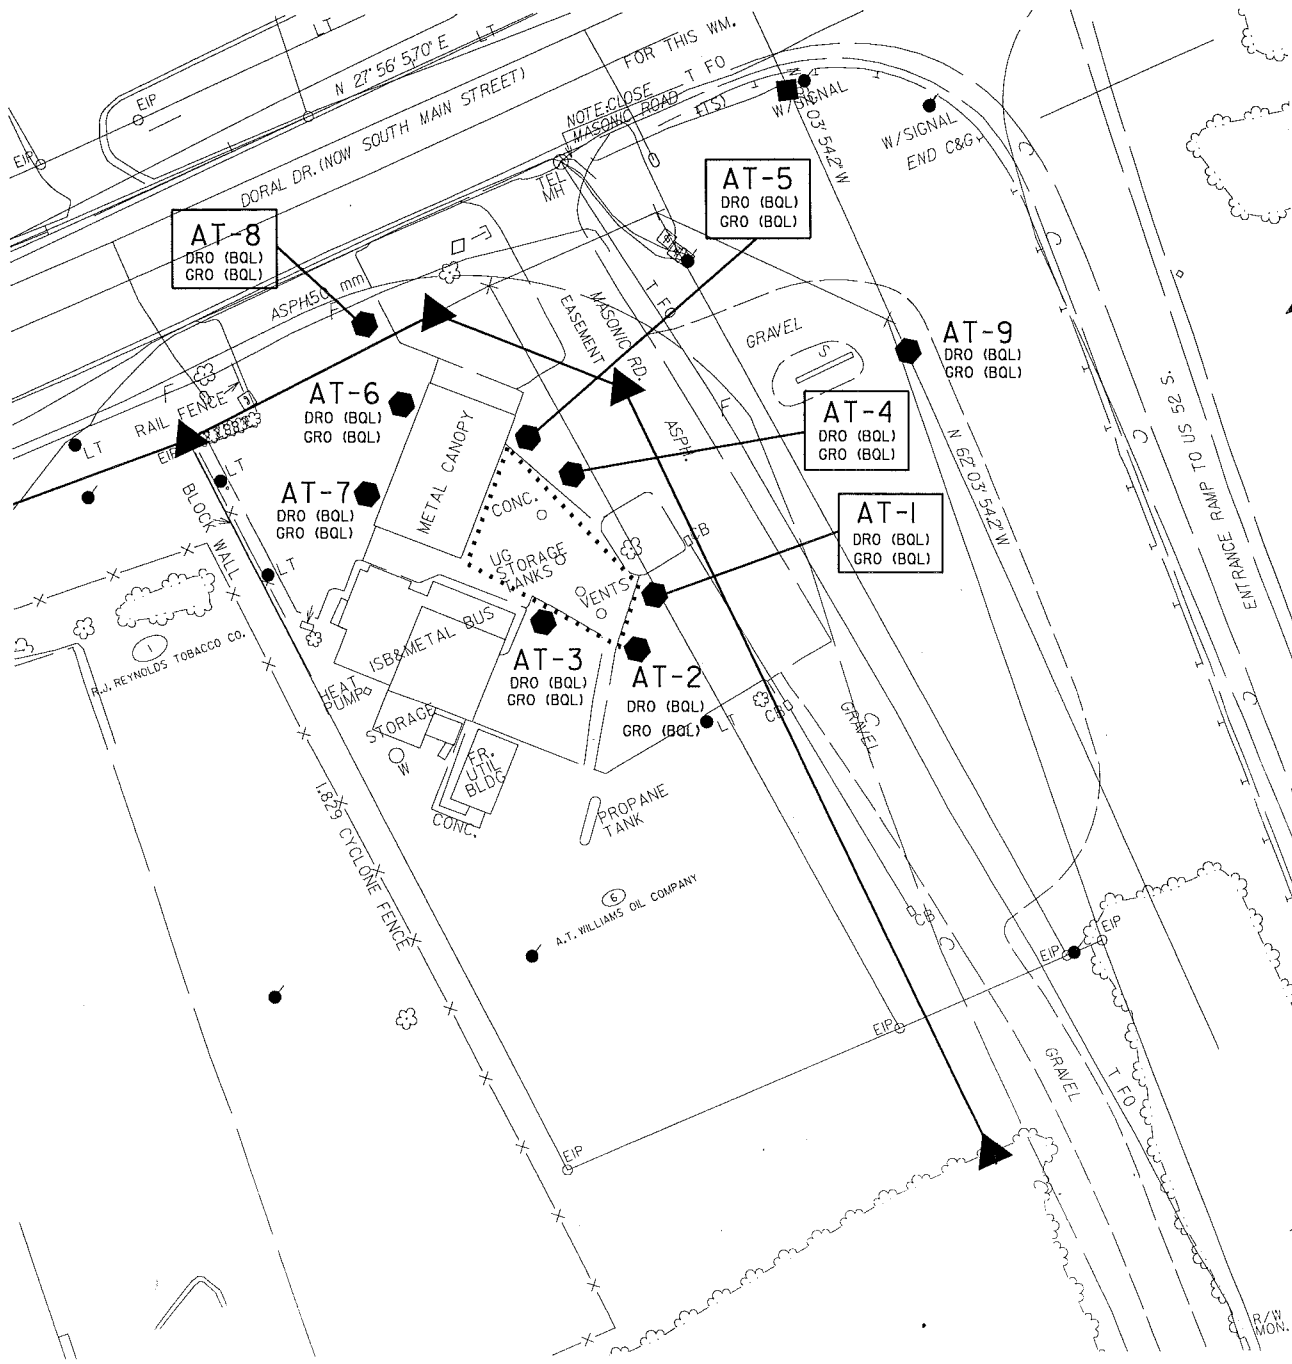 LT
LT
N 27° 56' 57.0" E
EIP
EIP
DORAL DR. (NOW SOUTH MAIN STREET)
FOR THIS WM.
T FO
NOTE:CLOSE
MASONIC ROAD
W/SIGNAL
03' 54.2" W
W/SIGNAL
END C&G
TEL
MH
AT-5
DRO (BQL)
GRO (BQL)
AT-8
DRO (BQL)
GRO (BQL)
ASPH.
50 mm
F
T FO
MASONIC RD.
EASEMENT
GRAVEL
S
AT-9
DRO (BQL)
GRO (BQL)
AT-6
DRO (BQL)
GRO (BQL)
F
RAIL FENCE
EIP
LT
LT
METAL CANOPY
ASPH.
F
AT-4
DRO (BQL)
GRO (BQL)
N 62° 03' 54.2" W
ENTRANCE RAMP TO US 52 S.
C
C
C
C
AT-7
DRO (BQL)
GRO (BQL)
CONC.
AT-1
DRO (BQL)
GRO (BQL)
BLOCK WALL
LT
UG
STORAGE
TANKS
VENTS
CB
1
R.J. REYNOLDS TOBACCO CO.
ISB&METAL BUS
AT-3
DRO (BQL)
GRO (BQL)
AT-2
DRO (BQL)
GRO (BQL)
HEAT
PUMP
STORAGE
W
LT
CB
C
GRAVEL
FR.
UTIL
BLDG
CONC.
PROPANE
TANK
1.829 CYCLONE FENCE
6
A.T. WILLIAMS OIL COMPANY
CB
C
EIP
EIP
EIP
GRAVEL
T FO
EIP
C
R/W
MON.